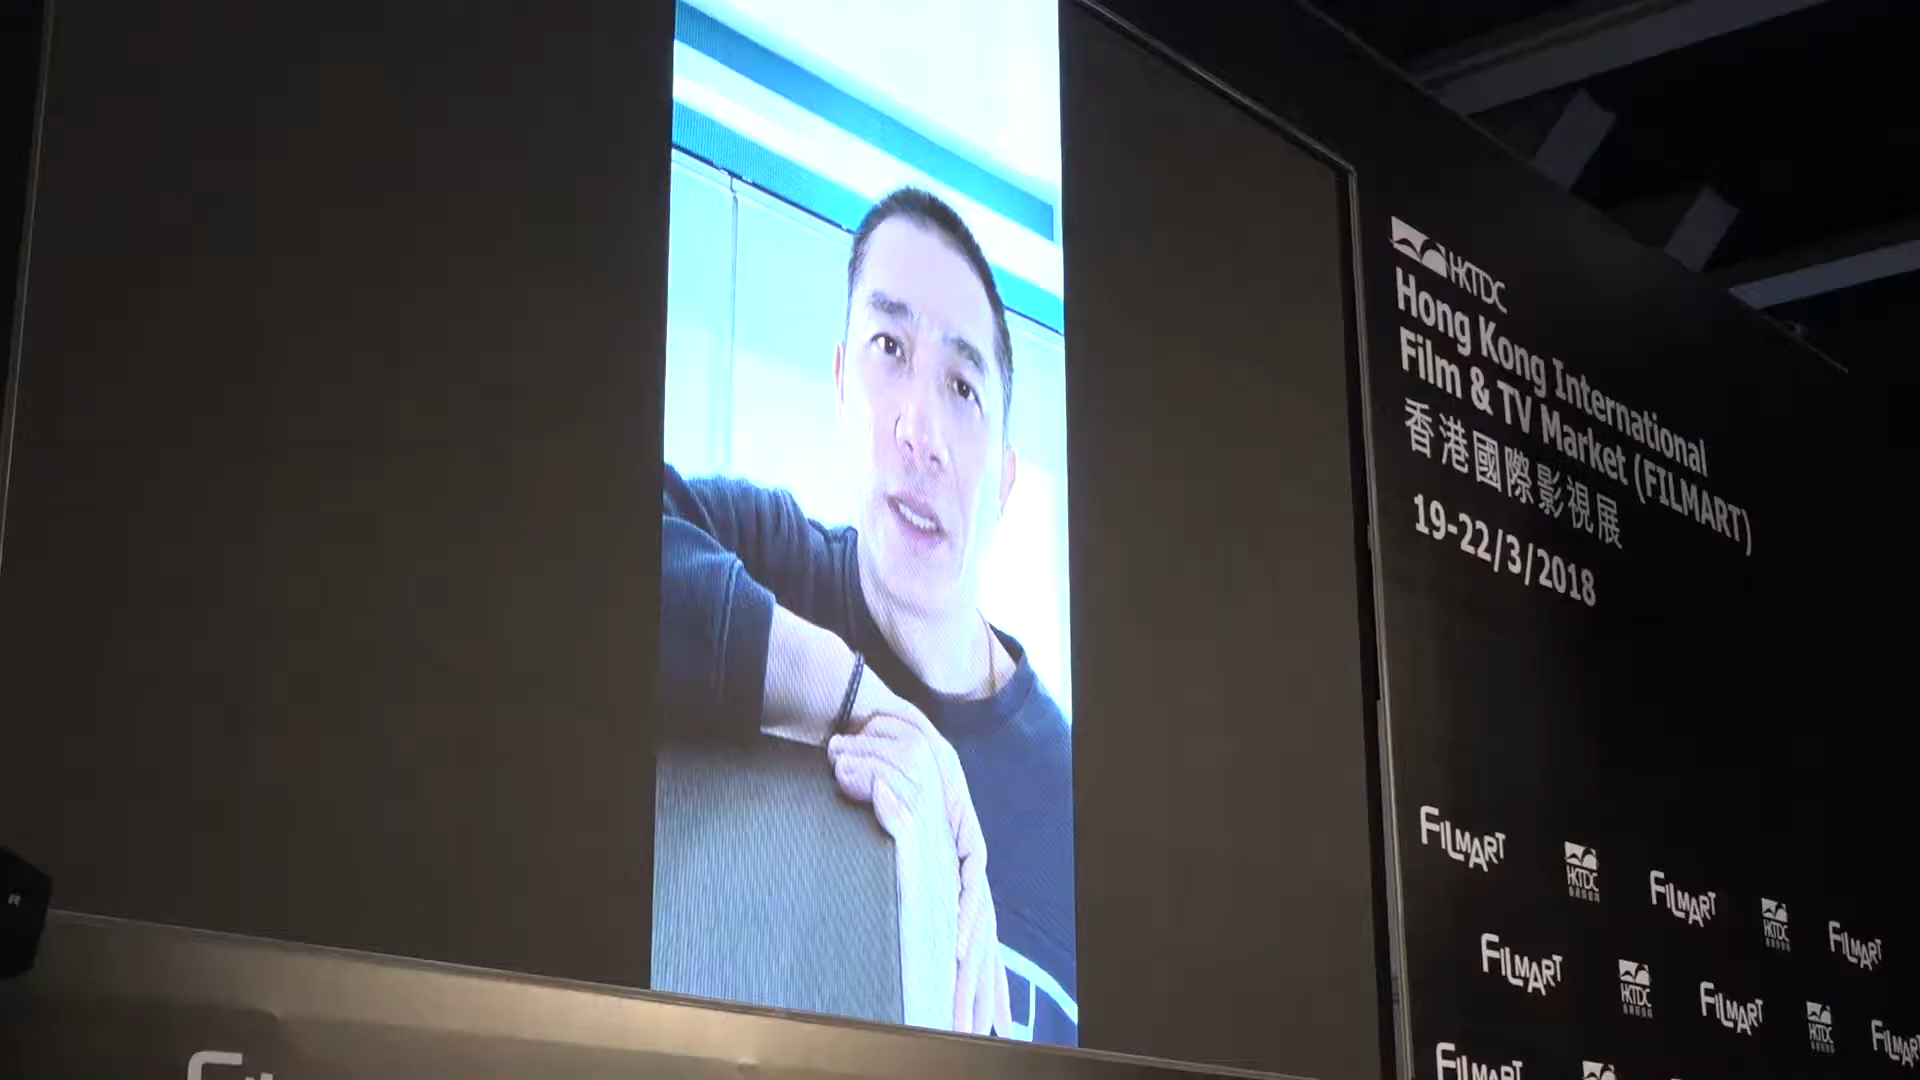 HKTDC
Hong Kong International
Film & TV Market (FILMART)
香港國際影視展
19-22/3/2018
FILMART
HKTDC
FILMART
HKTDC
FILMART
FILMART
HKTDC
FILMART
HKTDC
FILMART
FILMART